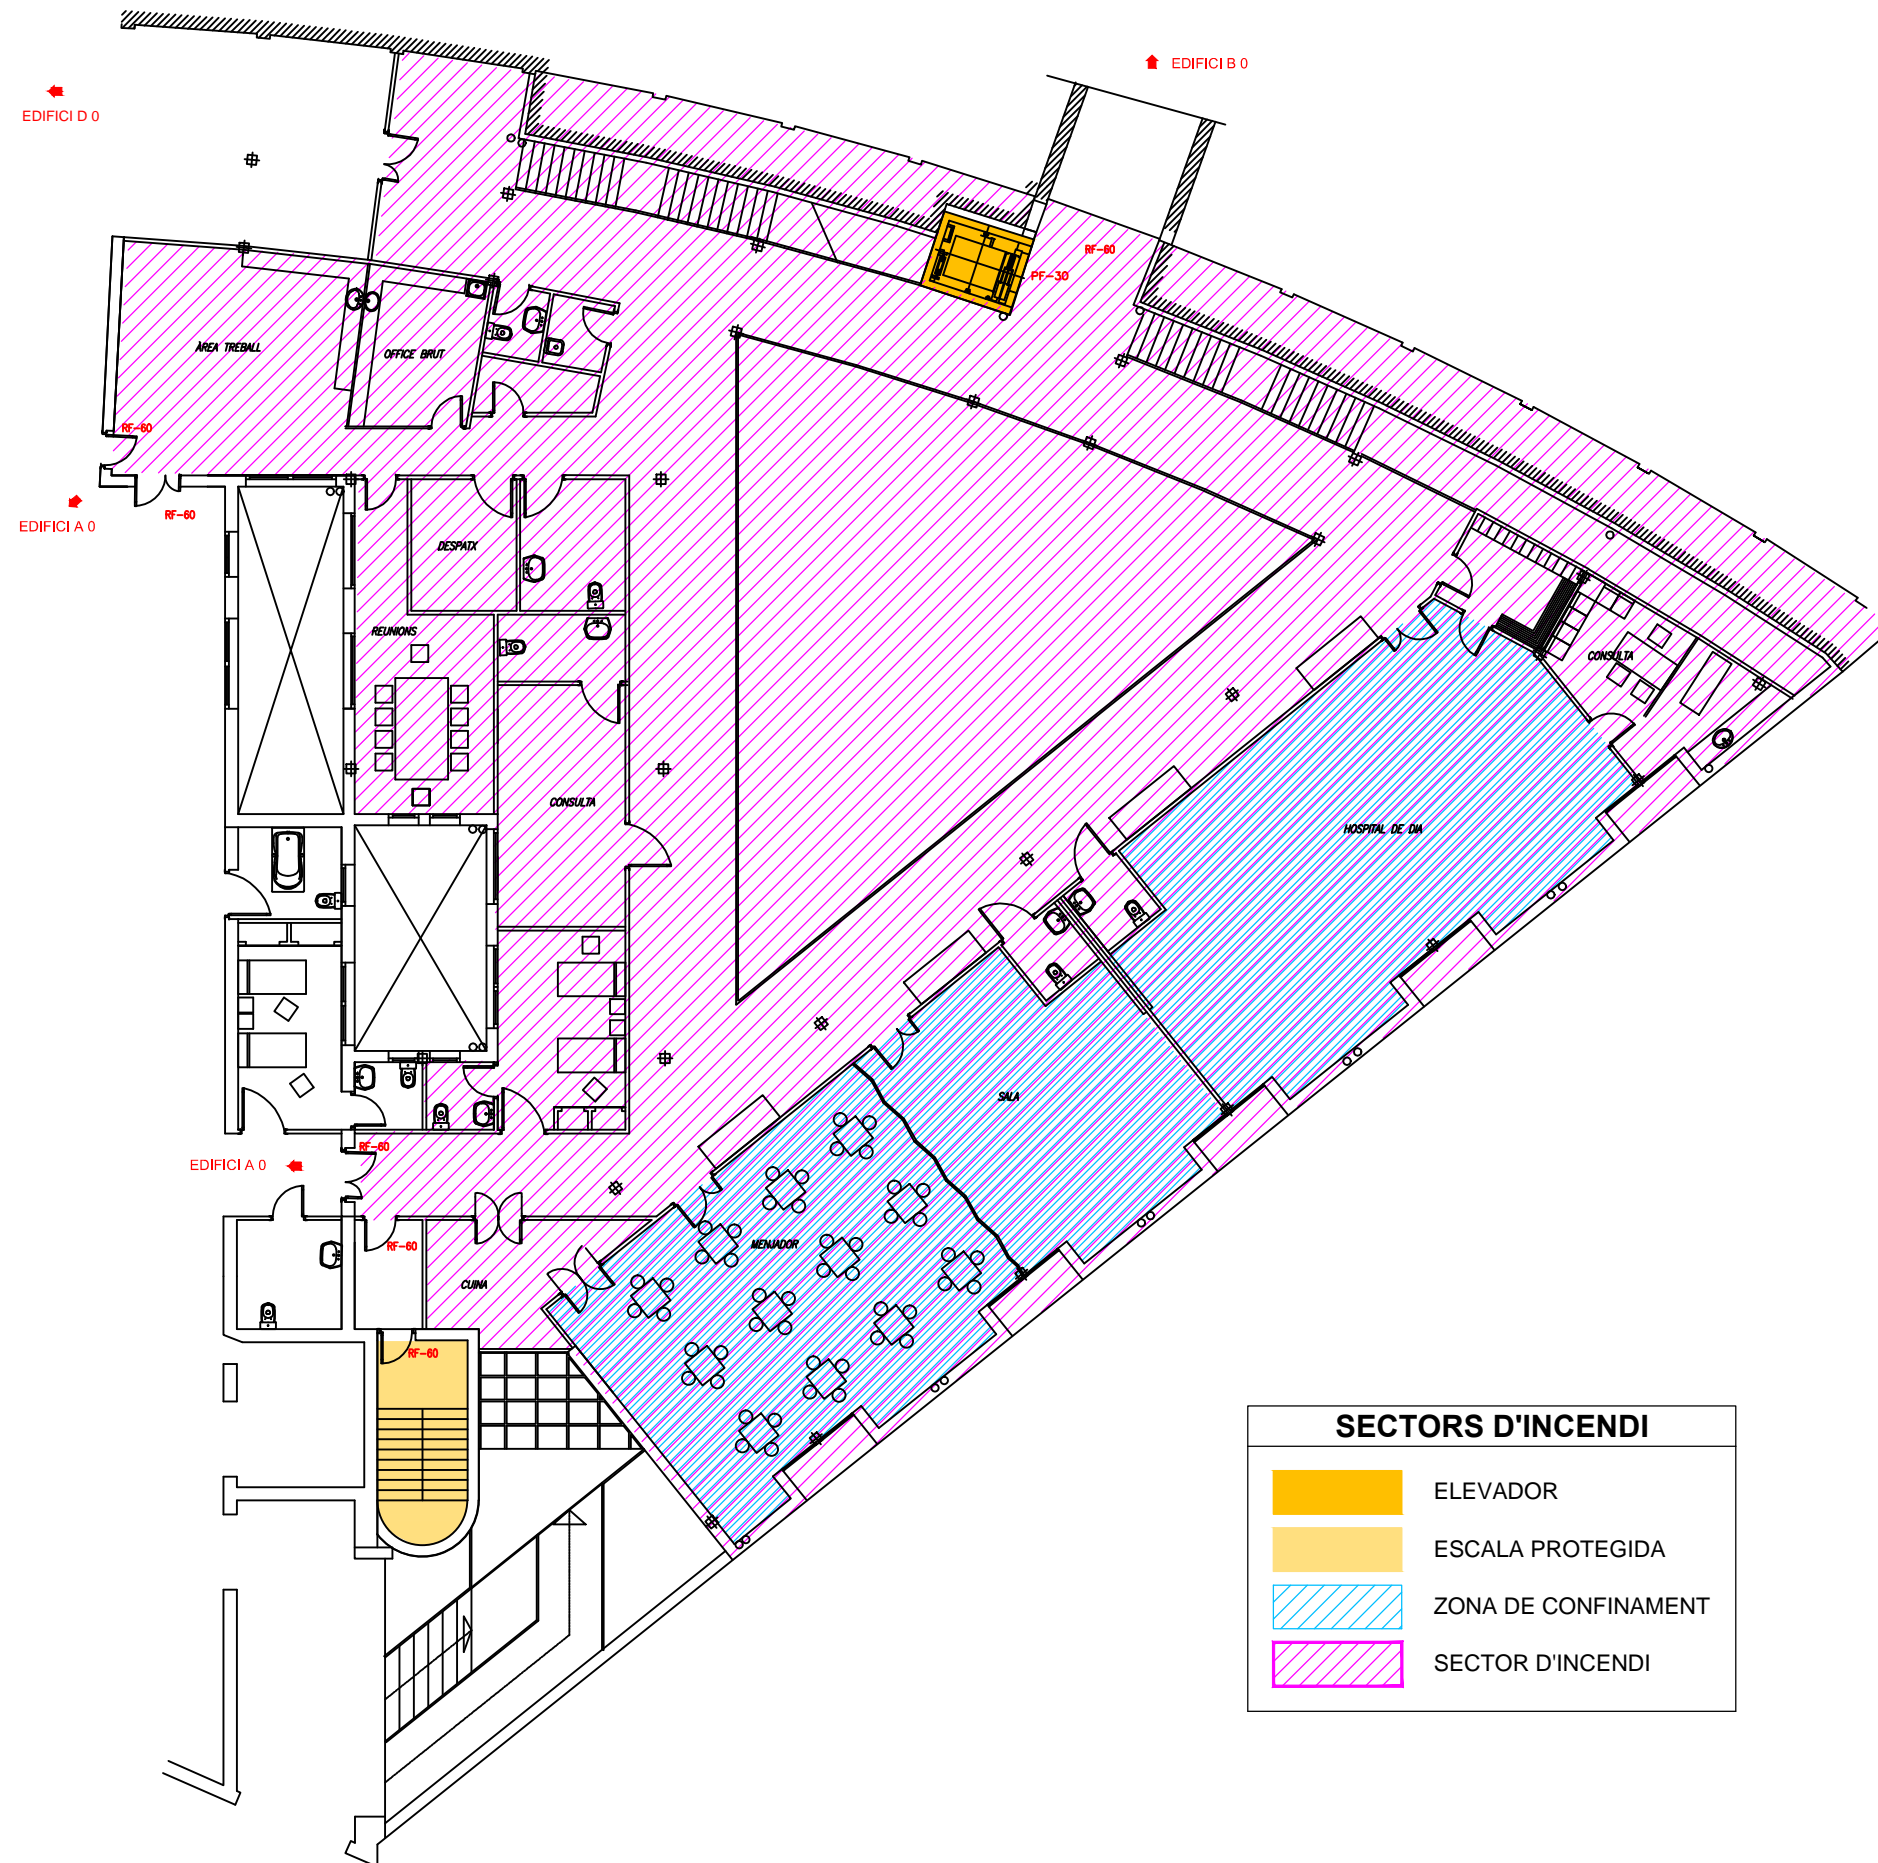 EDIFICI B 0
EDIFICI D 0
RF-60
PF-30
ÀREA TREBALL
OFFICE BRUT
RF-60
RF-60
EDIFICI A 0
DESPATX
REUNIONS
CONSULTA
CONSULTA
HOSPITAL DE DIA
SALA
RF-60
EDIFICI A 0
RF-60
MENJADOR
CUINA
RF-60
SECTORS D'INCENDI
ELEVADOR
ESCALA PROTEGIDA
ZONA DE CONFINAMENT
SECTOR D'INCENDI